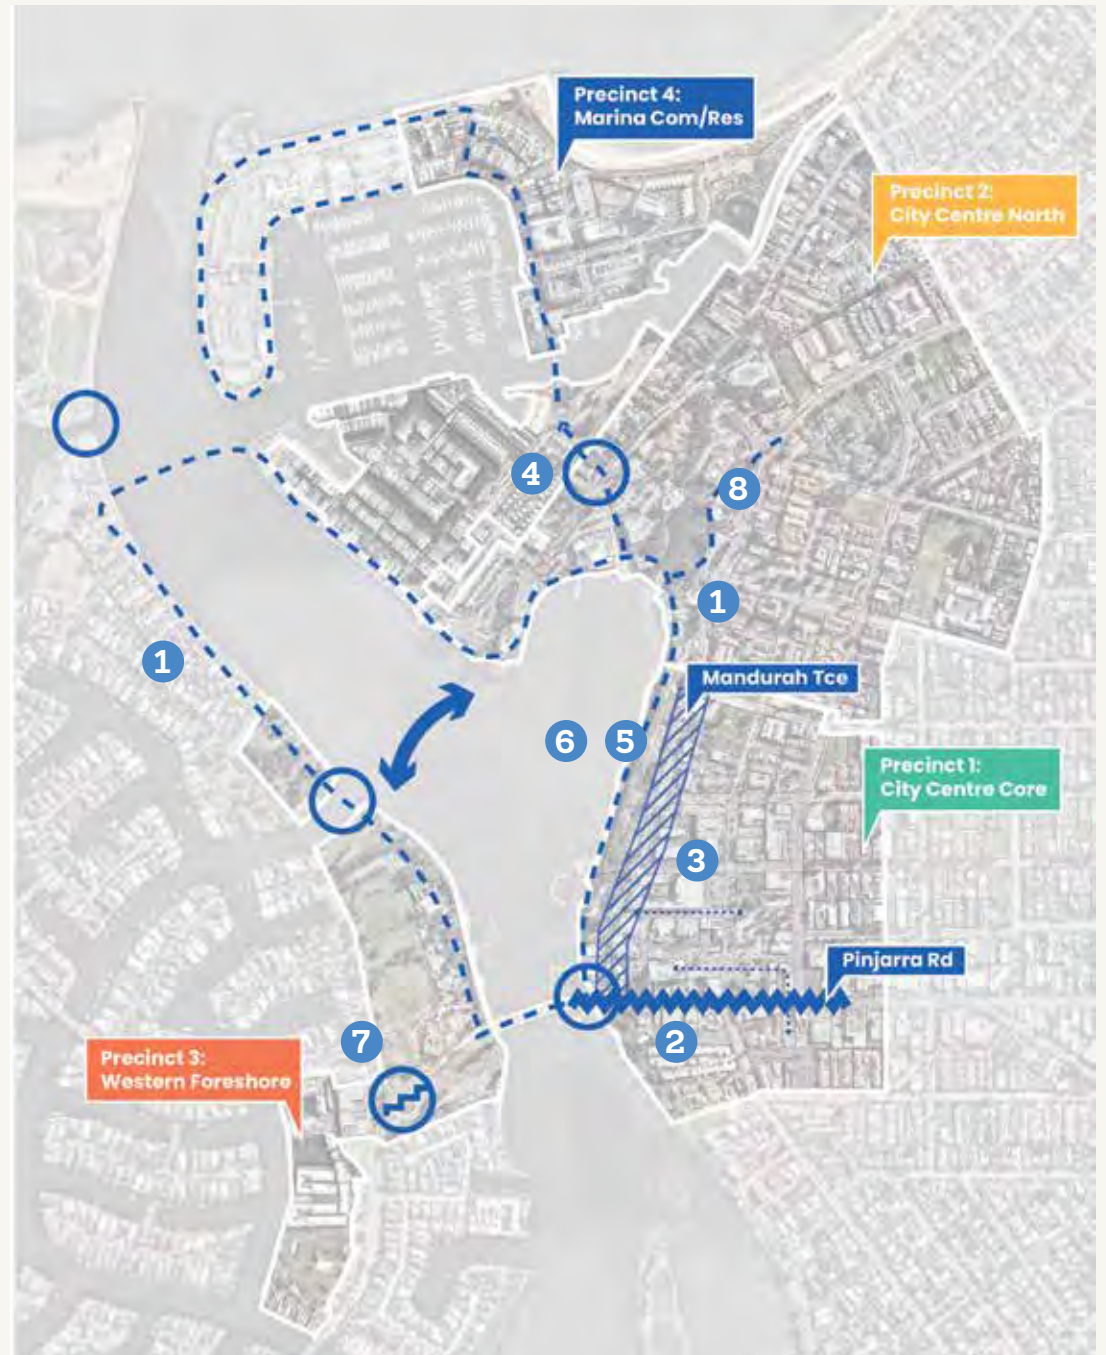 Precinct 4:
Marina Com/Res
Precinct 2:
City Centre North
4
8
1
1
Mandurah Tce
6
5
Precinct 1:
City Centre Core
3
Pinjarra Rd
7
2
Precinct 3:
Western Foreshore